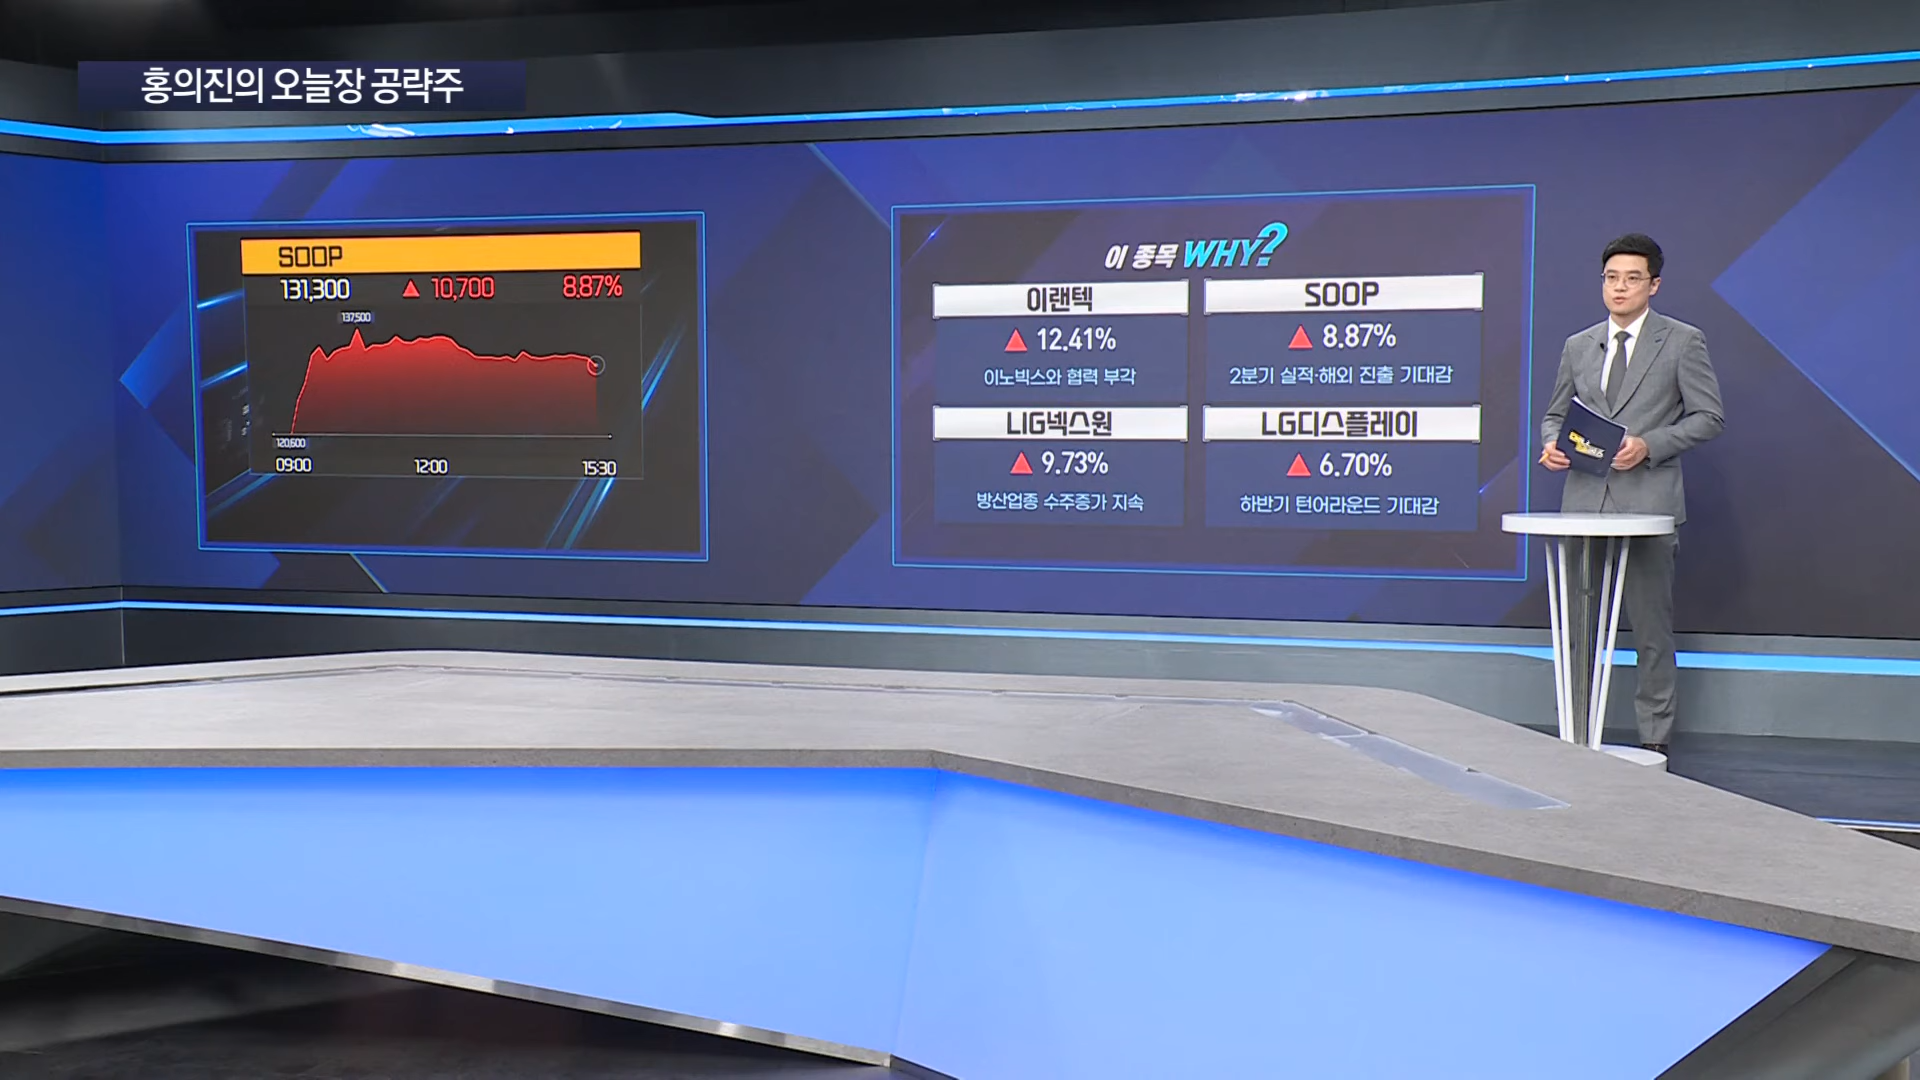 홍의진의 오늘장 공략주
SOOP
131,300 ▲ 10,700 8.87%
137,500
120,600
09:00 12:00 15:30
이 종목 WHY?
이랜텍
▲ 12.41%
이노빅스와 협력 부각
SOOP
▲ 8.87%
2분기 실적·해외 진출 기대감
LIG넥스원
▲ 9.73%
방산업종 수주증가 지속
LG디스플레이
▲ 6.70%
하반기 턴어라운드 기대감